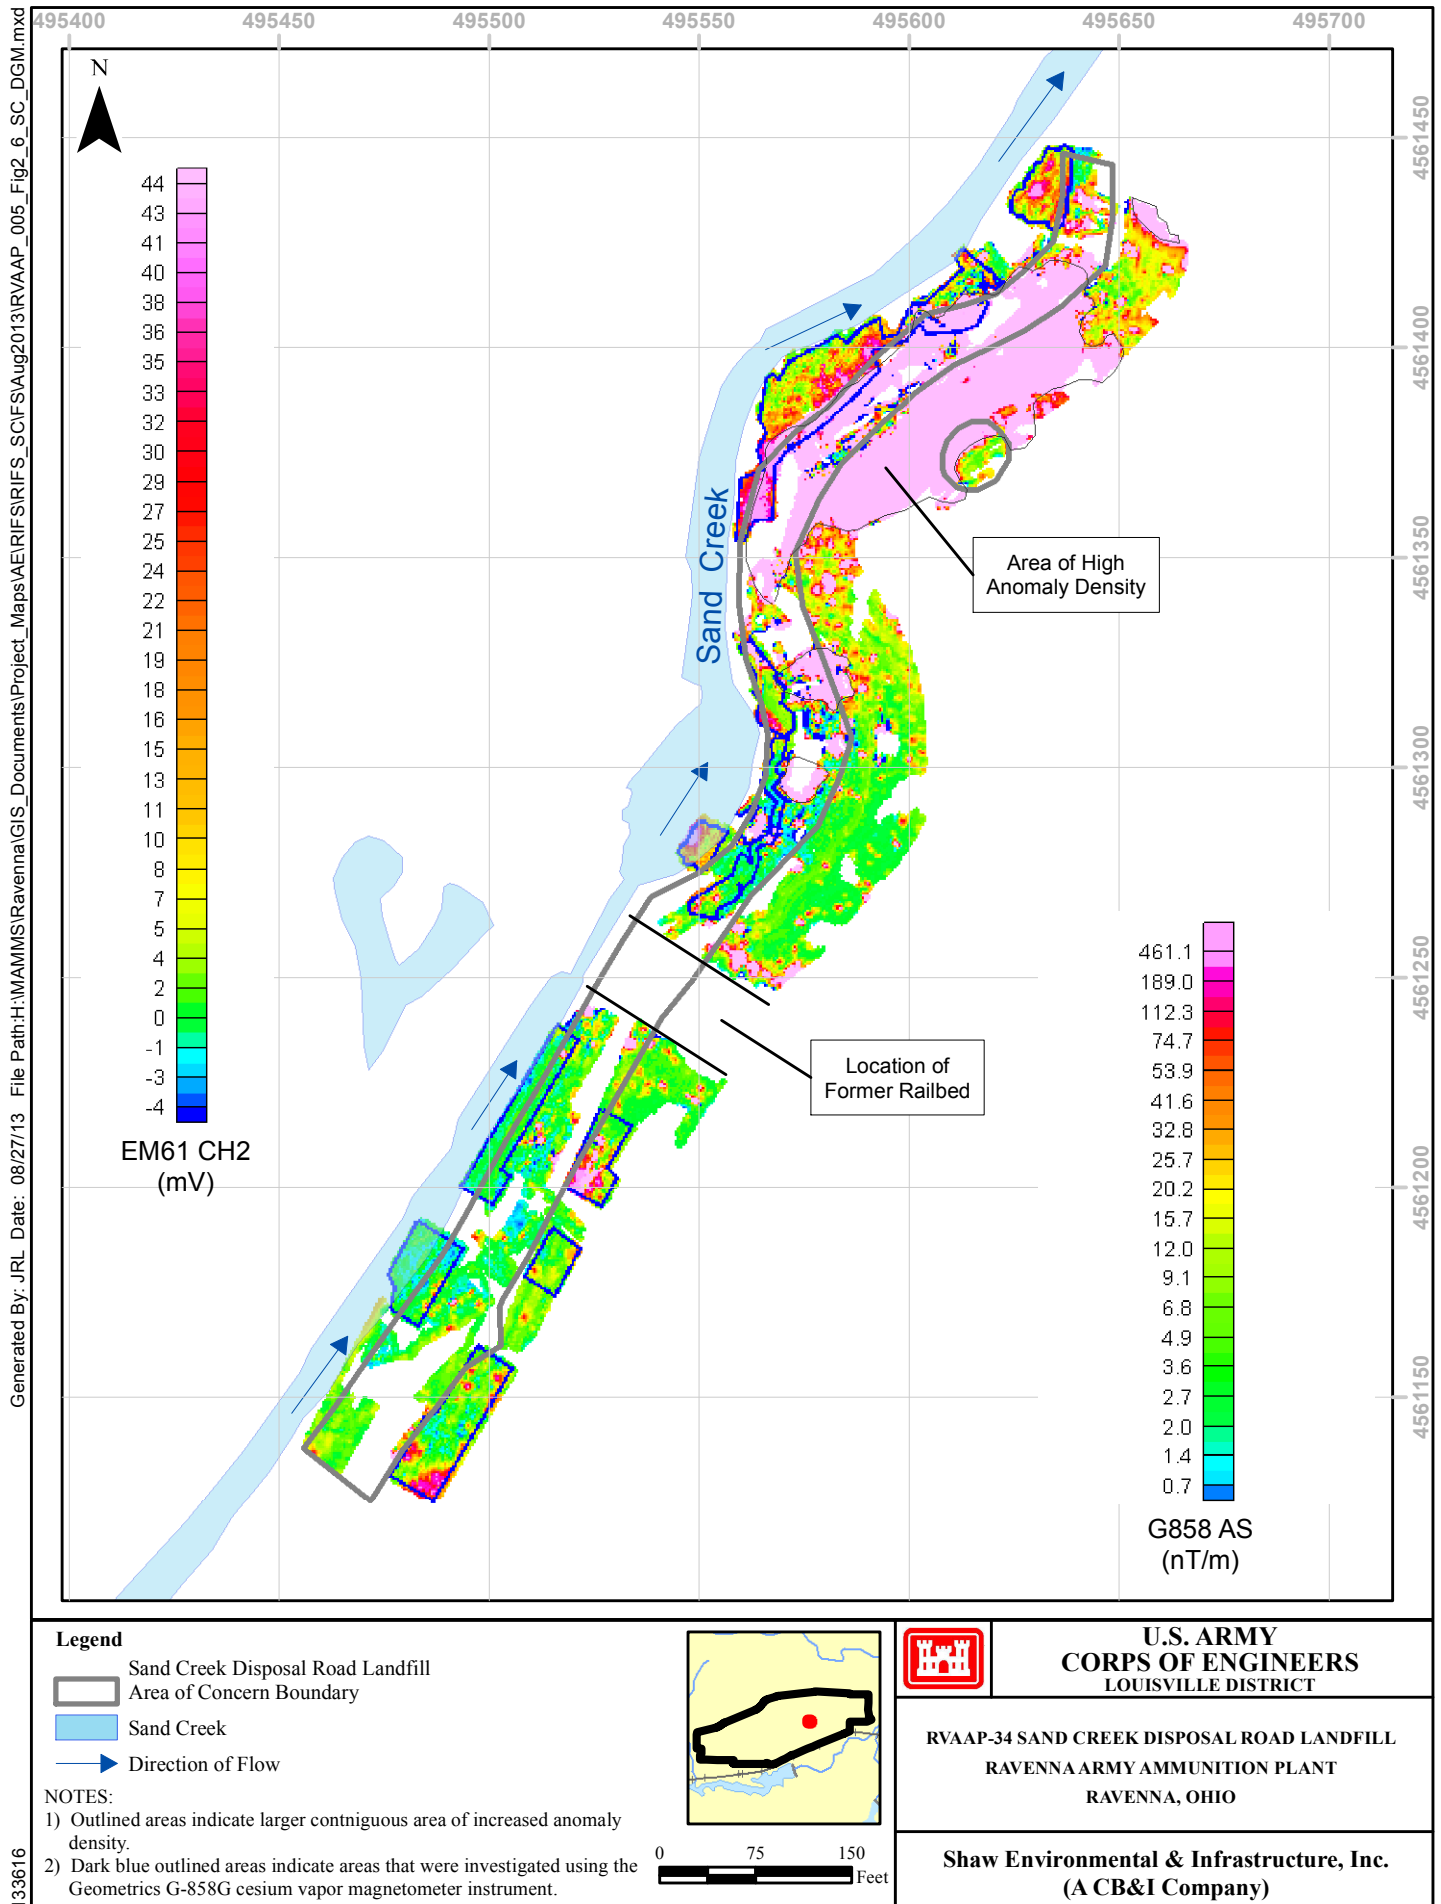 495400 495450 495500 495550 495600 495650 495700
Generated By: JRL Date: 08/27/13 File Path:H:\MAMMS\Ravenna\GIS_Documents\Project_Maps\AE\RIFS\RIFS_SC\FS\Aug2013\RVAAP_005_Fig2_6_SC_DGM.mxd
N
44
43
41
40
38
36
35
33
32
30
29
27
25
24
22
21
19
18
16
15
13
11
10
8
7
5
4
2
0
-1
-3
-4
EM61 CH2
(mV)
Sand Creek
Area of High
Anomaly Density
Location of
Former Railbed
4561450
4561400
4561350
4561300
4561250
4561200
4561150
461.1
189.0
112.3
74.7
53.9
41.6
32.8
25.7
20.2
15.7
12.0
9.1
6.8
4.9
3.6
2.7
2.0
1.4
0.7
G858 AS
(nT/m)
Legend
Sand Creek Disposal Road Landfill
Area of Concern Boundary
Sand Creek
Direction of Flow
NOTES:
1) Outlined areas indicate larger contniguous area of increased anomaly
density.
2) Dark blue outlined areas indicate areas that were investigated using the
Geometrics G-858G cesium vapor magnetometer instrument.
133616
0 75 150
Feet
U.S. ARMY
CORPS OF ENGINEERS
LOUISVILLE DISTRICT
RVAAP-34 SAND CREEK DISPOSAL ROAD LANDFILL
RAVENNA ARMY AMMUNITION PLANT
RAVENNA, OHIO
Shaw Environmental & Infrastructure, Inc.
(A CB&I Company)